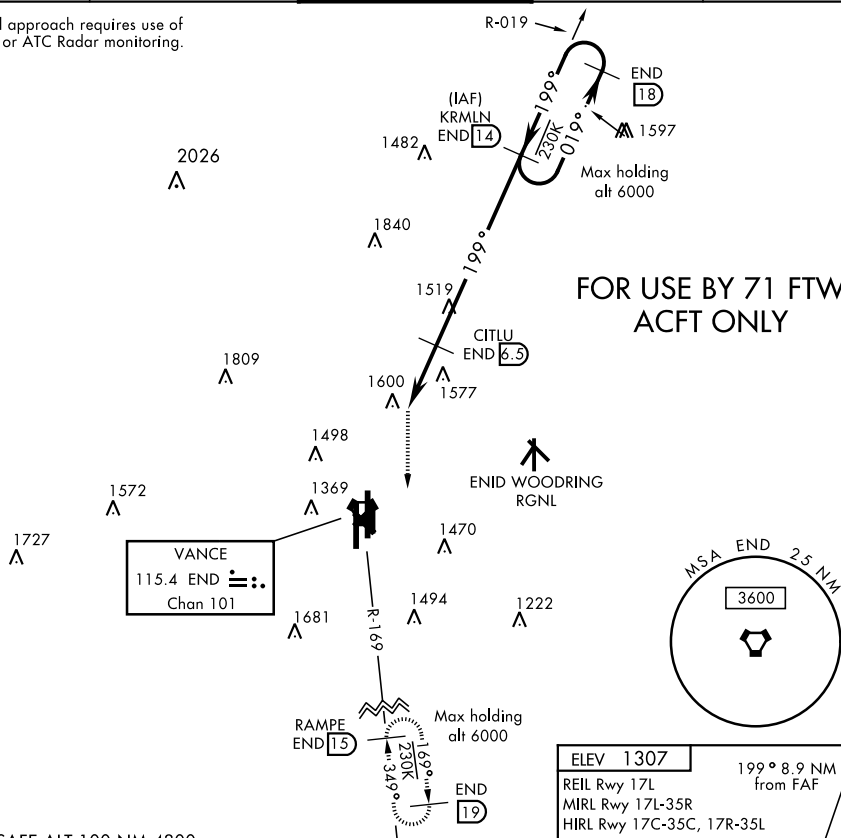 l approach requires use of
or ATC Radar monitoring.
R-019
END
18
199°
019°
230K
(IAF)
KRMLN
END 14
1597
1482
2026
Max holding
alt 6000
1840
199°
1519
FOR USE BY 71 FTW
ACFT ONLY
CITLU
END 6.5
1809
1600
1577
1498
ENID WOODRING
RGNL
1572
1369
1727
1470
VANCE
115.4 END
Chan 101
MSA END 25 NM
3600
1681
R-169
1494
1222
RAMPE
END 15
Max holding
alt 6000
230K
169°
349°
END
19
ELEV 1307
199° 8.9 NM
from FAF
REIL Rwy 17L
MIRL Rwy 17L-35R
HIRL Rwy 17C-35C, 17R-35L